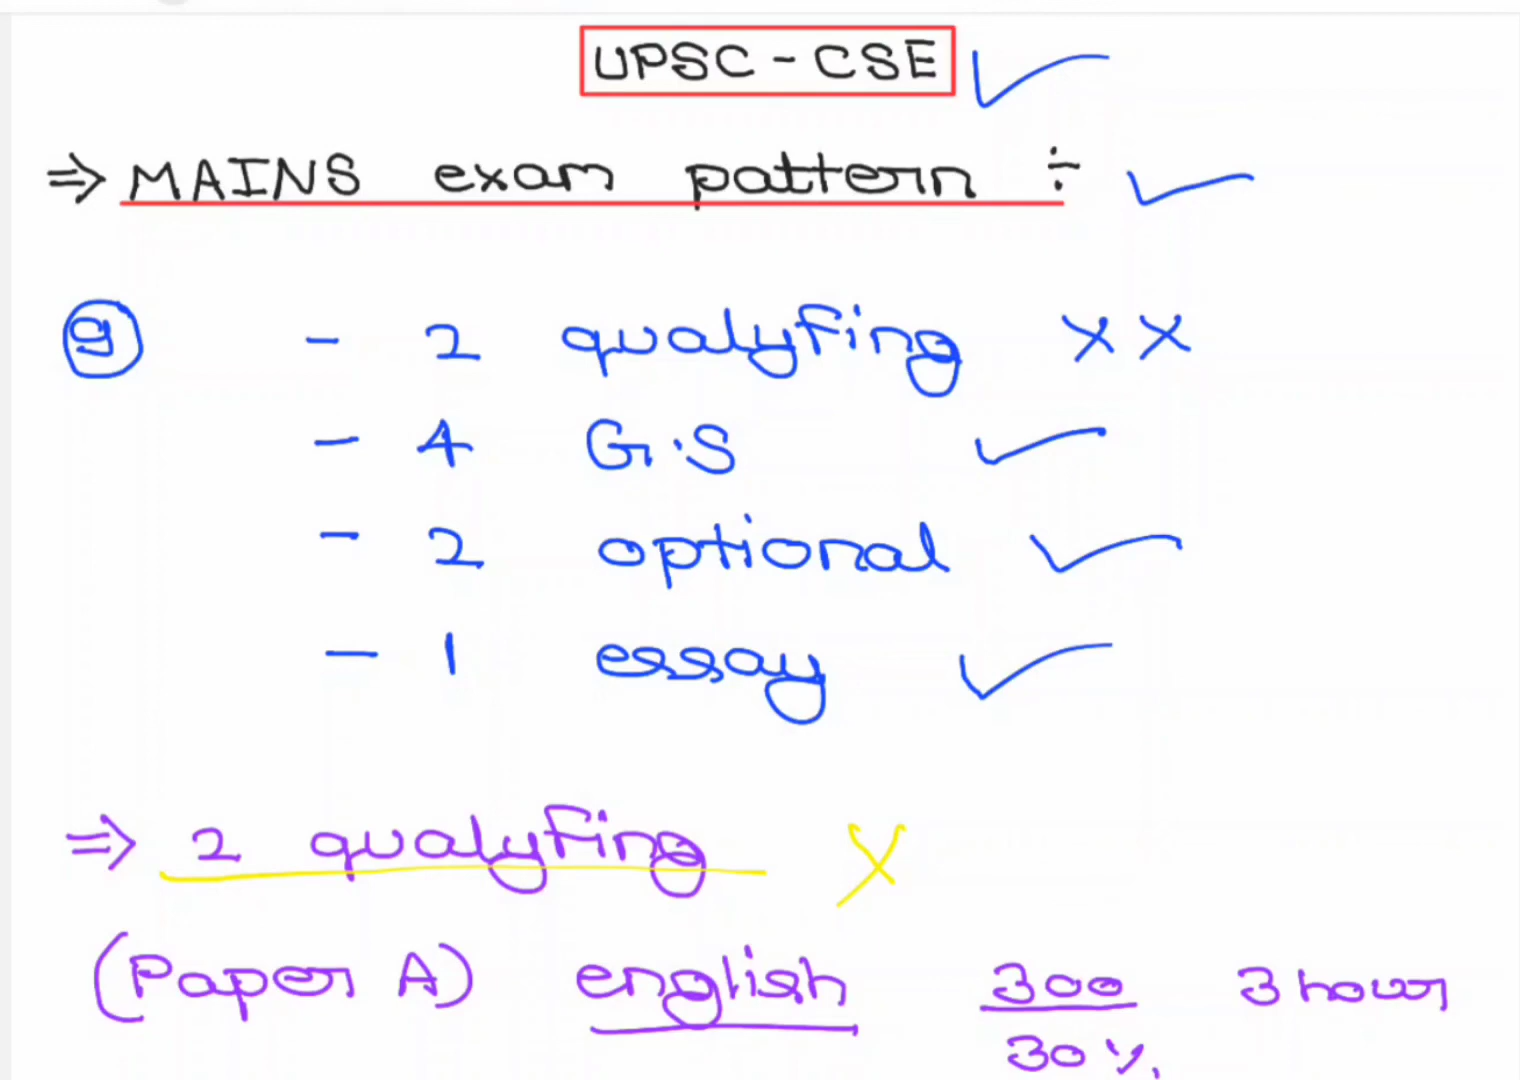 UPSC - CSE
⇒ MAINS exam pattern ÷
9 - 2 qualyfing X X
- 4 G.S
- 2 optional
- 1 essay
⇒ 2 qualyfing X
(Paper A) english 300 3 hour
30%.